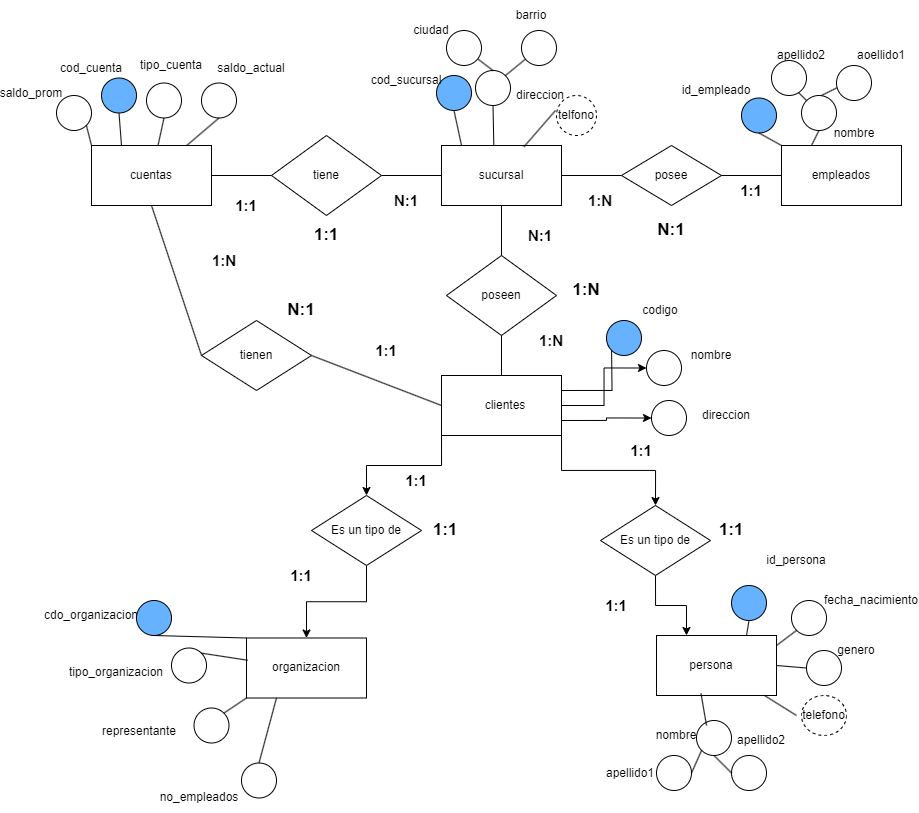 barrio
ciudad
cod_cuenta
tipo_cuenta
saldo_actual
saldo_prom
cod_sucursal
direccion
telfono
apellido2
aoellido1
id_empleado
nombre
cuentas
tiene
sucursal
posee
empleados
1:1
N:1
1:N
1:1
1:1
N:1
N:1
1:N
poseen
1:N
N:1
1:N
codigo
tienen
1:1
nombre
clientes
direccion
1:1
1:1
Es un tipo de
1:1
Es un tipo de
1:1
id_persona
1:1
1:1
cdo_organizacion
fecha_nacimiento
tipo_organizacion
organizacion
persona
genero
telefono
representante
nombre
apellido2
apellido1
no_empleados